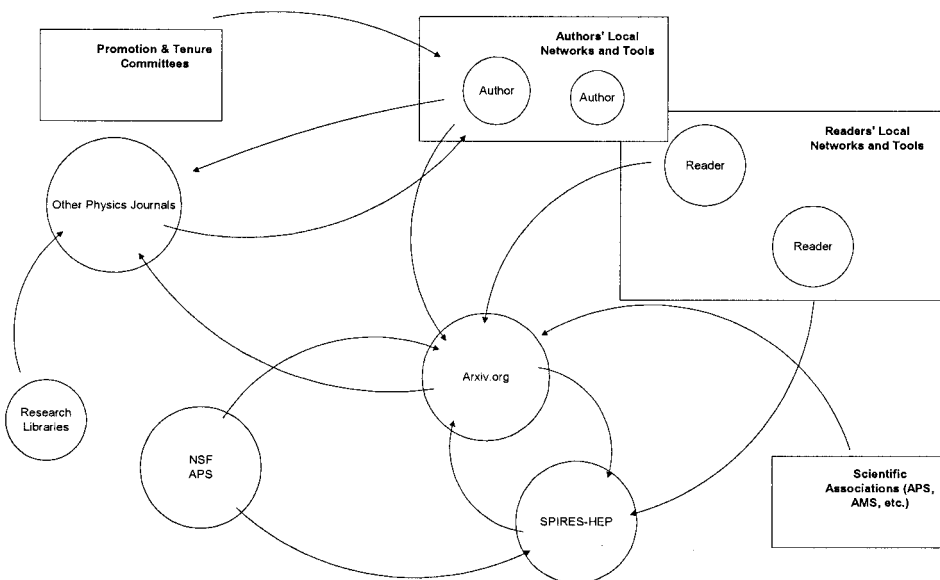 Promotion & Tenure
Committees
Authors' Local
Networks and Tools
Author
Author
Readers' Local
Networks and Tools
Reader
Other Physics Journals
Reader
Arxiv.org
Research
Libraries
NSF
APS
Scientific
Associations (APS,
AMS, etc.)
SPIRES-HEP